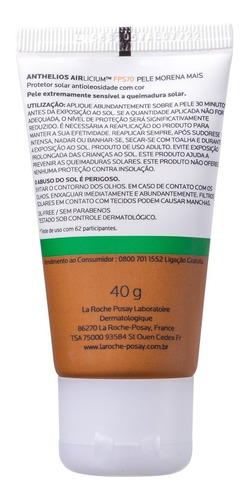 ANTHELIOS AIRLICIUM™ FPS70 PELE MORENA MAIS
Protetor solar antioleosidade com cor
Pele extremamente sensível a queimadura solar.
UTILIZAÇÃO: APLIQUE ABUNDANTEMENTE SOBRE A PELE 30 MINUTO
ANTES DA EXPOSIÇÃO AO SOL. SE A QUANTIDADE APLICADA NÃO FOR
ADEQUADA, O NÍVEL DE PROTEÇÃO SERÁ SIGNIFICATIVAMENTE
REDUZIDO. É NECESSÁRIA A REAPLICAÇÃO DO PRODUTO PARA
MANTER A SUA EFETIVIDADE. REAPLICAR SEMPRE, APÓS SUDORESE
INTENSA, NADAR OU BANHAR-SE, SECAR-SE COM TOALHA E DURANTE
A EXPOSIÇÃO AO SOL. PRODUTO DE USO ADULTO. EVITE EXPOSIÇÃO
PROLONGADA DAS CRIANÇAS AO SOL. ESTE PRODUTO É
APENAS PARA PROTEÇÃO SOLARES. ESTE PRODUTO NÃO OFERE
NENHUMA PROTEÇÃO CONTRA INSOLAÇÃO.
O ABUSO DO SOL É PERIGOSO.
EVITAR O CONTORNO DOS OLHOS. EM CASO DE CONTATO COM OS
OLHOS, ENXAGUAR IMEDIATAMENTE E ABUNDANTEMENTE. FILTROS
SOLARES EM CONTATO COM TECIDOS PODEM CAUSAR MANCHAS.
OIL-FREE / SEM PARABENOS
TESTADO SOB CONTROLE DERMATOLÓGICO.
teste de uso com 62 participantes.
tendimento ao Consumidor : 0800 701 1552 Ligação Gratuita
40 g
La Roche Posay Laboratoire
Dermatologique
86270 La Roche-Posay, France
TSA 75000 93584 St Ouen Cedex Fr
www.laroche-posay.com.br